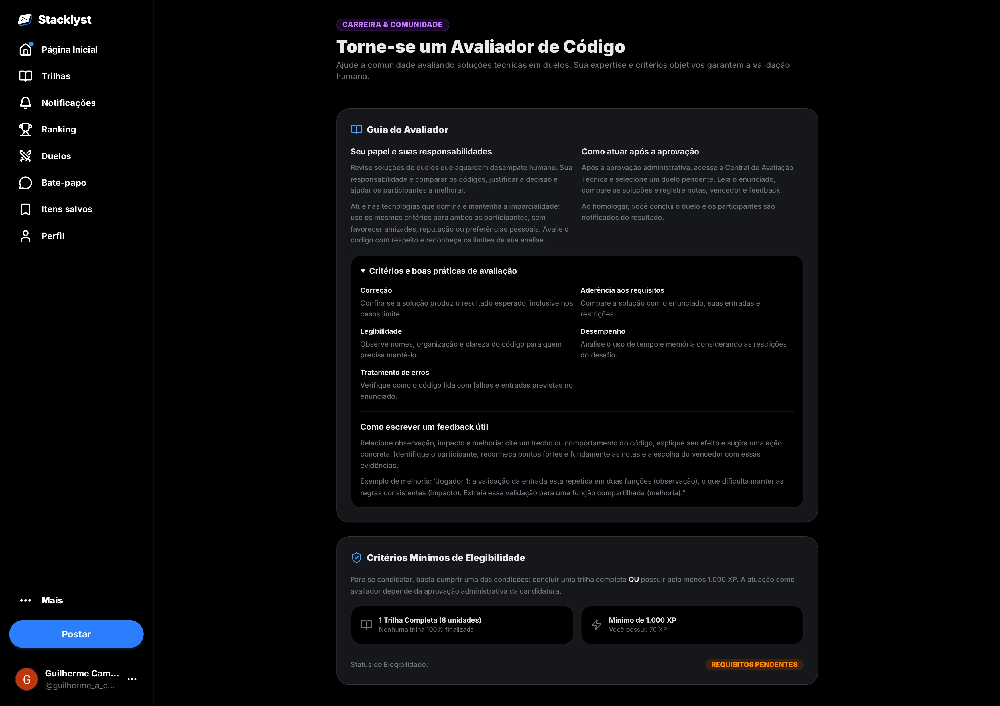 Stacklyst
Página Inicial
Trilhas
Notificações
Ranking
Duelos
Bate-papo
Itens salvos
Perfil
Mais
Postar
G
Guilherme Cam...
@guilherme_a_c...
CARREIRA & COMUNIDADE
Torne-se um Avaliador de Código
Ajude a comunidade avaliando soluções técnicas em duelos. Sua expertise e critérios objetivos garantem a validação
humana.
Guia do Avaliador
Seu papel e suas responsabilidades
Revise soluções de duelos que aguardam desempate humano. Sua
responsabilidade é comparar os códigos, justificar a decisão e
ajudar os participantes a melhorar.
Atue nas tecnologias que domina e mantenha a imparcialidade:
use os mesmos critérios para ambos os participantes, sem
favorecer amizades, reputação ou preferências pessoais. Avalie o
código com respeito e reconheça os limites da sua análise.
Como atuar após a aprovação
Após a aprovação administrativa, acesse a Central de Avaliação
Técnica e selecione um duelo pendente. Leia o enunciado,
compare as soluções e registre notas, vencedor e feedback.
Ao homologar, você conclui o duelo e os participantes são
notificados do resultado.
Critérios e boas práticas de avaliação
Correção
Confira se a solução produz o resultado esperado, inclusive nos
casos limite.
Aderência aos requisitos
Compare a solução com o enunciado, suas entradas e
restrições.
Legibilidade
Observe nomes, organização e clareza do código para quem
precisa mantê-lo.
Desempenho
Analise o uso de tempo e memória considerando as restrições
do desafio.
Tratamento de erros
Verifique como o código lida com falhas e entradas previstas no
enunciado.
Como escrever um feedback útil
Relacione observação, impacto e melhoria: cite um trecho ou comportamento do código, explique seu efeito e sugira uma ação
concreta. Identifique o participante, reconheça pontos fortes e fundamente as notas e a escolha do vencedor com essas
evidências.
Exemplo de melhoria: “Jogador 1: a validação da entrada está repetida em duas funções (observação), o que dificulta manter as
regras consistentes (impacto). Extraia essa validação para uma função compartilhada (melhoria).”
Critérios Mínimos de Elegibilidade
Para se candidatar, basta cumprir uma das condições: concluir uma trilha completa OU possuir pelo menos 1.000 XP. A atuação como
avaliador depende da aprovação administrativa da candidatura.
1 Trilha Completa (8 unidades)
Nenhuma trilha 100% finalizada
Mínimo de 1.000 XP
Você possui: 70 XP
Status de Elegibilidade:
REQUISITOS PENDENTES